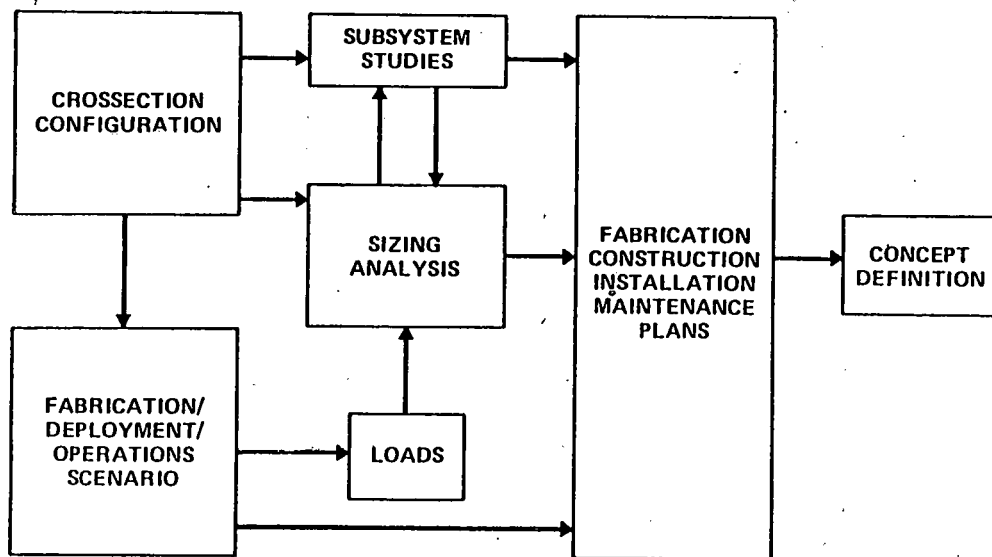 SUBSYSTEM
STUDIES
CROSSECTION
CONFIGURATION
SIZING
ANALYSIS
FABRICATION
CONSTRUCTION
INSTALLATION
MAINTENANCE
PLANS
CONCEPT
DEFINITION
FABRICATION/
DEPLOYMENT/
OPERATIONS
SCENARIO
LOADS